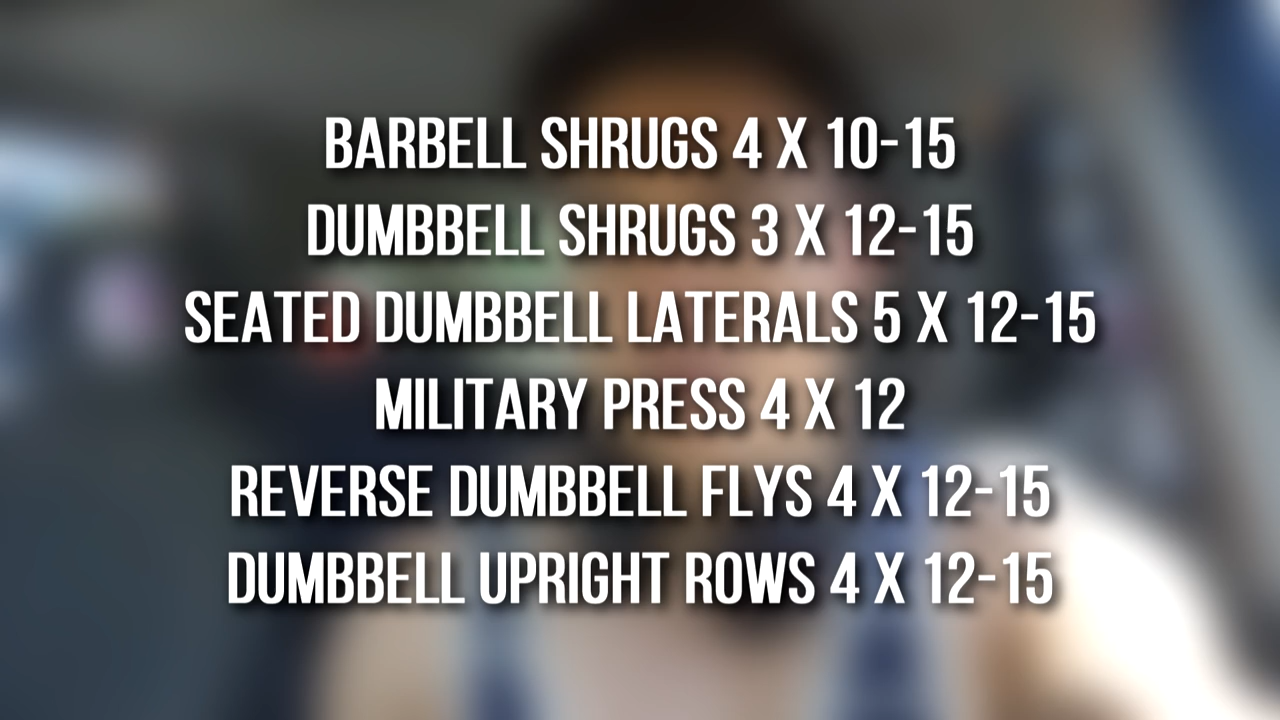 BARBELL SHRUGS 4 X 10-15
DUMBBELL SHRUGS 3 X 12-15
SEATED DUMBBELL LATERALS 5 X 12-15
MILITARY PRESS 4 X 12
REVERSE DUMBBELL FLYS 4 X 12-15
DUMBBELL UPRIGHT ROWS 4 X 12-15